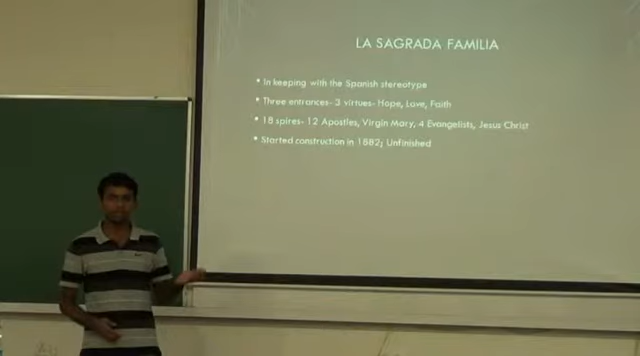 LA SAGRADA FAMILIA
• In keeping with the Spanish stereotype
• Three entrances- 3 virtues- Hope, Love, Faith
• 18 spires- 12 Apostles, Virgin Mary, 4 Evangelists, Jesus Christ
• Started construction in 1882; Unfinished